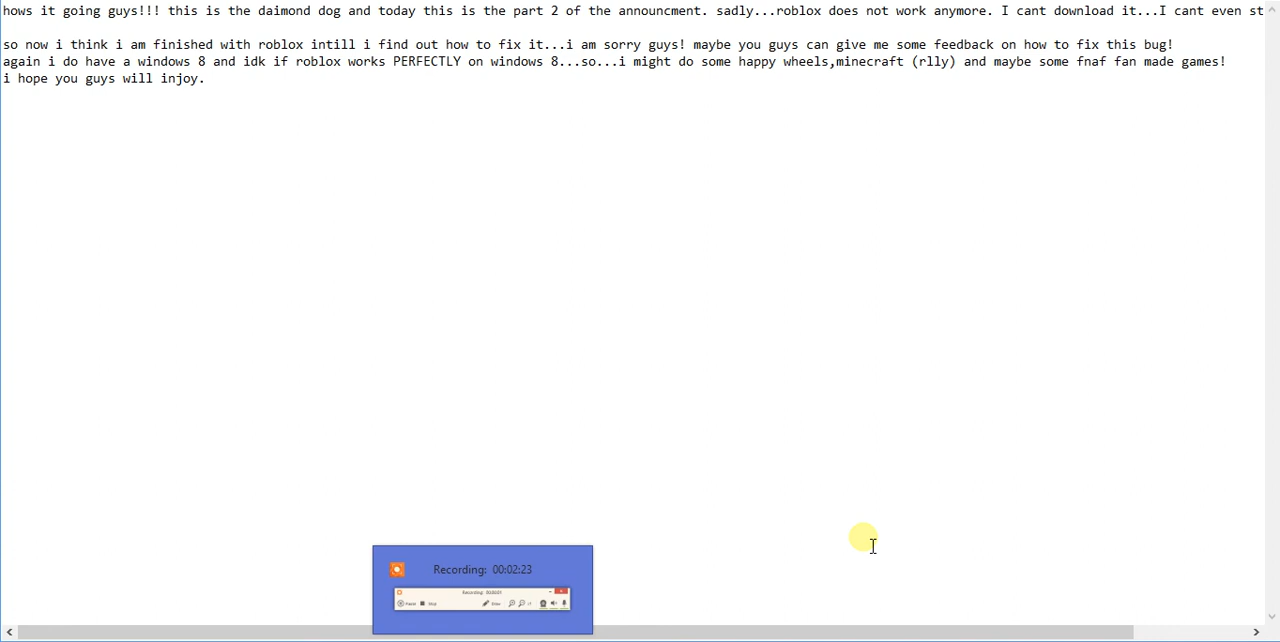 hows it going guys!!! this is the daimond dog and today this is the part 2 of the announcment. sadly...roblox does not work anymore. I cant download it...I cant even st
so now i think i am finished with roblox intill i find out how to fix it...i am sorry guys! maybe you guys can give me some feedback on how to fix this bug!
again i do have a windows 8 and idk if roblox works PERFECTLY on windows 8...so...i might do some happy wheels,minecraft (rlly) and maybe some fnaf fan made games!
i hope you guys will injoy.
Recording: 00:02:23